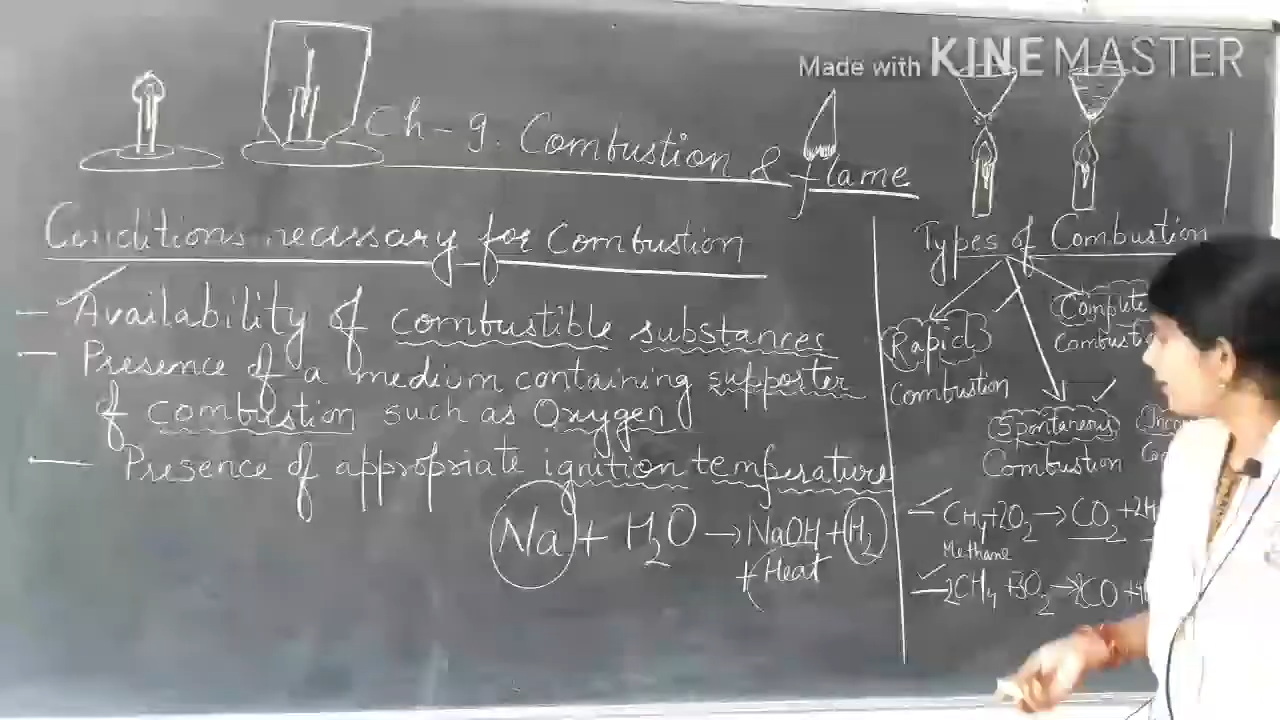 Made with KINEMASTER
Ch-9. Combustion & flame
Conditions necessary for Combustion
- Availability of combustible substances
- Presence of a medium containing supporter
of combustion such as Oxygen
- Presence of appropriate ignition temperature
Na + H₂O → NaOH + H₂
+ Heat
Types of Combustion
Rapid
Combustion
Complete
Spontaneous
Combustion
CH₄+2O₂ → CO₂ +2H
Methane
2CH₄ +3O₂ → 2CO +4